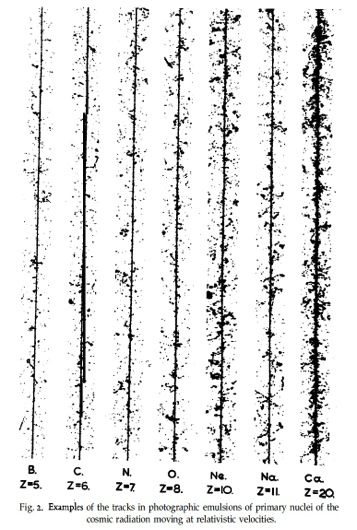 B. C. N. O. Ne. Na. Ca.
Z=5. Z=6. Z=7. Z=8. Z=10. Z=11. Z=20.
Fig. 2. Examples of the tracks in photographic emulsions of primary nuclei of the
cosmic radiation moving at relativistic velocities.